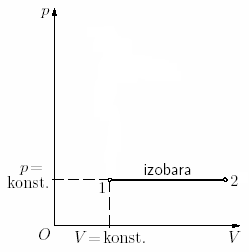 p
izobara
p =
konst.
1
2
O
V = konst.
V